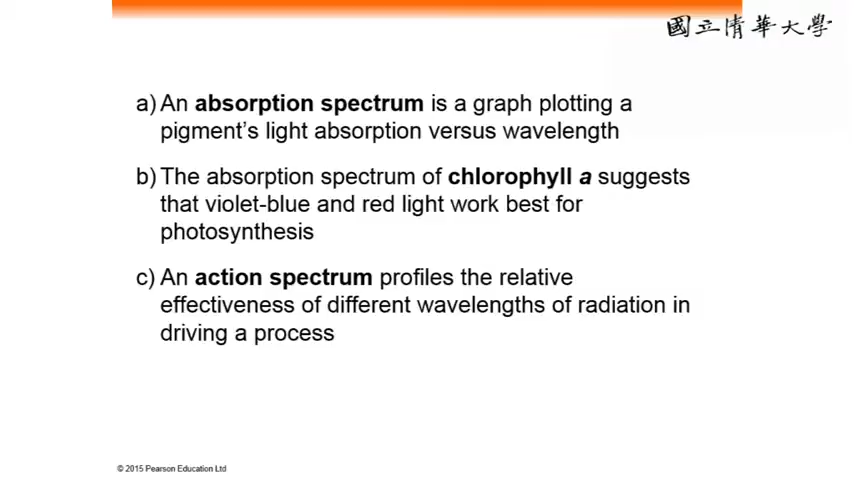 國立清華大學
a) An absorption spectrum is a graph plotting a
pigment's light absorption versus wavelength
b) The absorption spectrum of chlorophyll a suggests
that violet-blue and red light work best for
photosynthesis
c) An action spectrum profiles the relative
effectiveness of different wavelengths of radiation in
driving a process
© 2015 Pearson Education Ltd